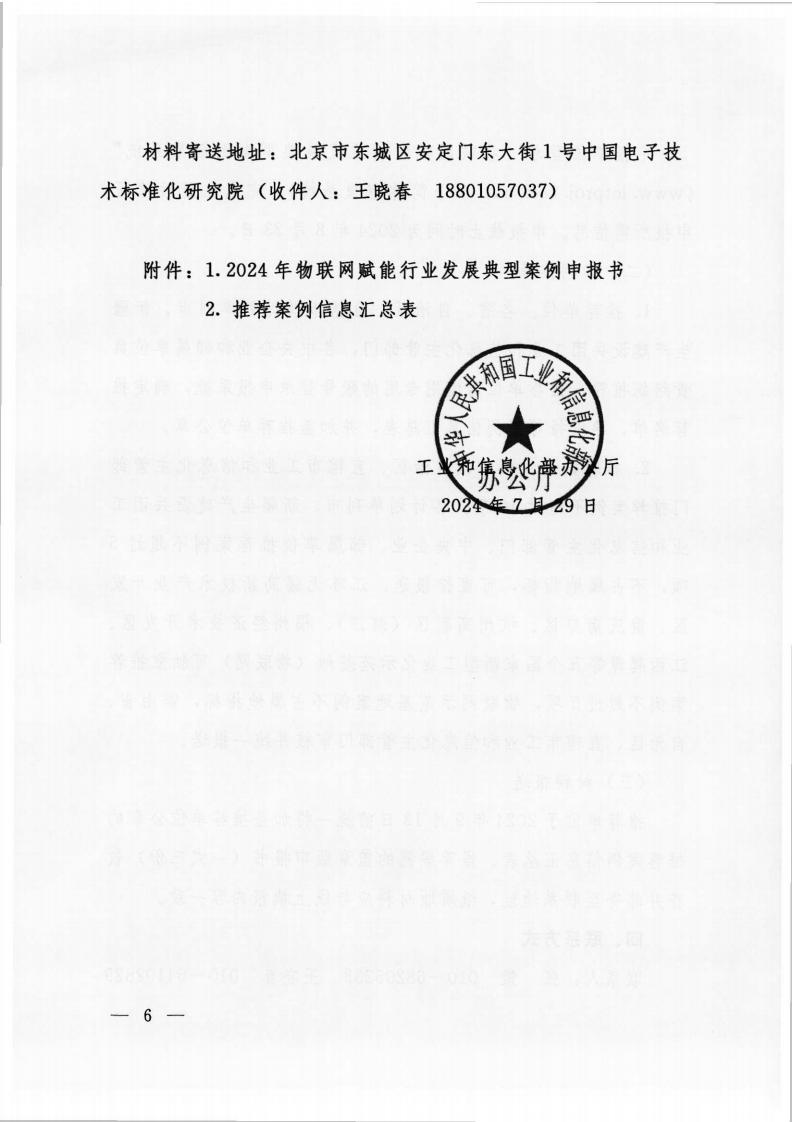 材料寄送地址：北京市东城区安定门东大街1号中国电子技
术标准化研究院（收件人：王晓春 18801057037）
附件：1.2024年物联网赋能行业发展典型案例申报书
2.推荐案例信息汇总表
中华人民共和国工业和信息化部
办公厅
工业和信息化部办公厅
2024年7月29日
— 6 —